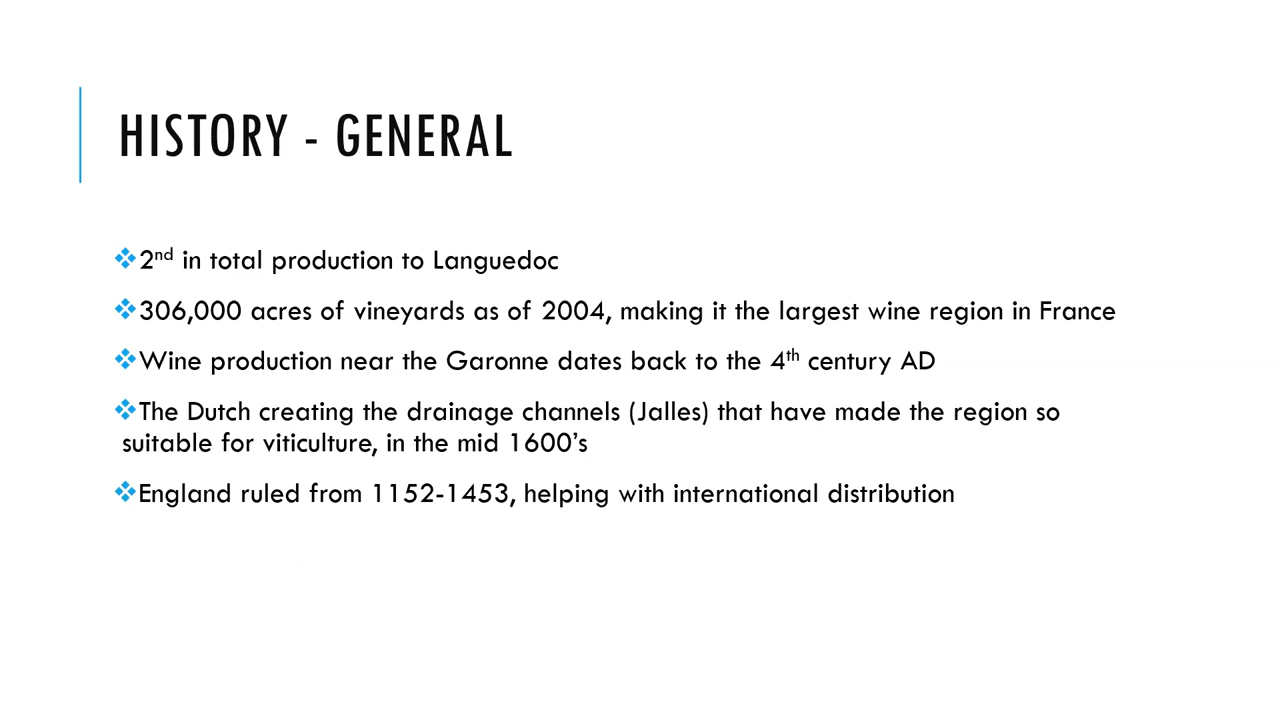 HISTORY - GENERAL
❖2nd in total production to Languedoc
❖306,000 acres of vineyards as of 2004, making it the largest wine region in France
❖Wine production near the Garonne dates back to the 4th century AD
❖The Dutch creating the drainage channels (Jalles) that have made the region so
suitable for viticulture, in the mid 1600’s
❖England ruled from 1152-1453, helping with international distribution